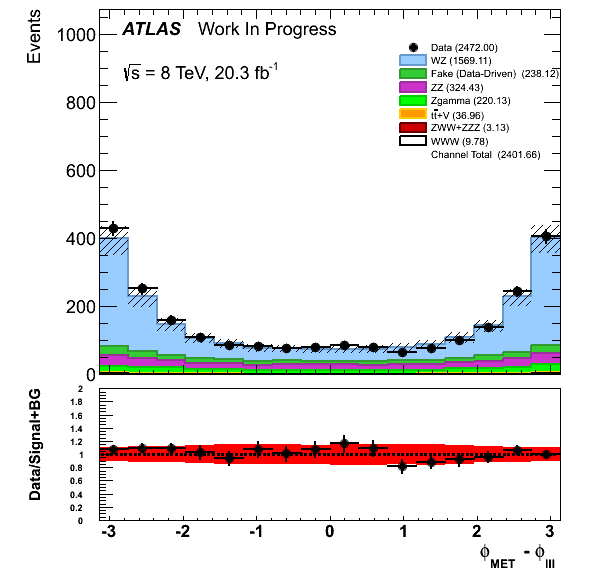 Events
ATLAS Work In Progress
√s = 8 TeV, 20.3 fb⁻¹
Data (2472.00)
WZ (1569.11)
Fake (Data-Driven) (238.12)
ZZ (324.43)
Zgamma (220.13)
tt̄+V (36.96)
ZWW+ZZZ (3.13)
WWW (9.78)
Channel Total (2401.66)
1000
800
600
400
200
0
Data/Signal+BG
2
1.8
1.6
1.4
1.2
1
0.8
0.6
0.4
0.2
0
-3 -2 -1 0 1 2 3
ϕMET - ϕlll